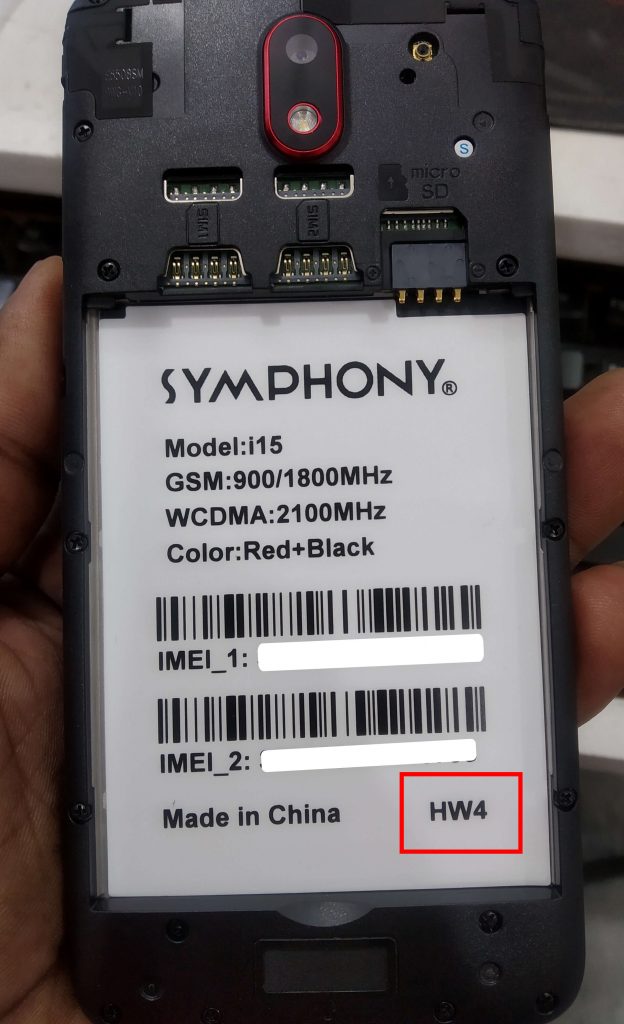 SIM1
SIM2
micro
SD
S
SYMPHONY®
Model:i15
GSM:900/1800MHz
WCDMA:2100MHz
Color:Red+Black
IMEI_1:
IMEI_2:
Made in China
HW4